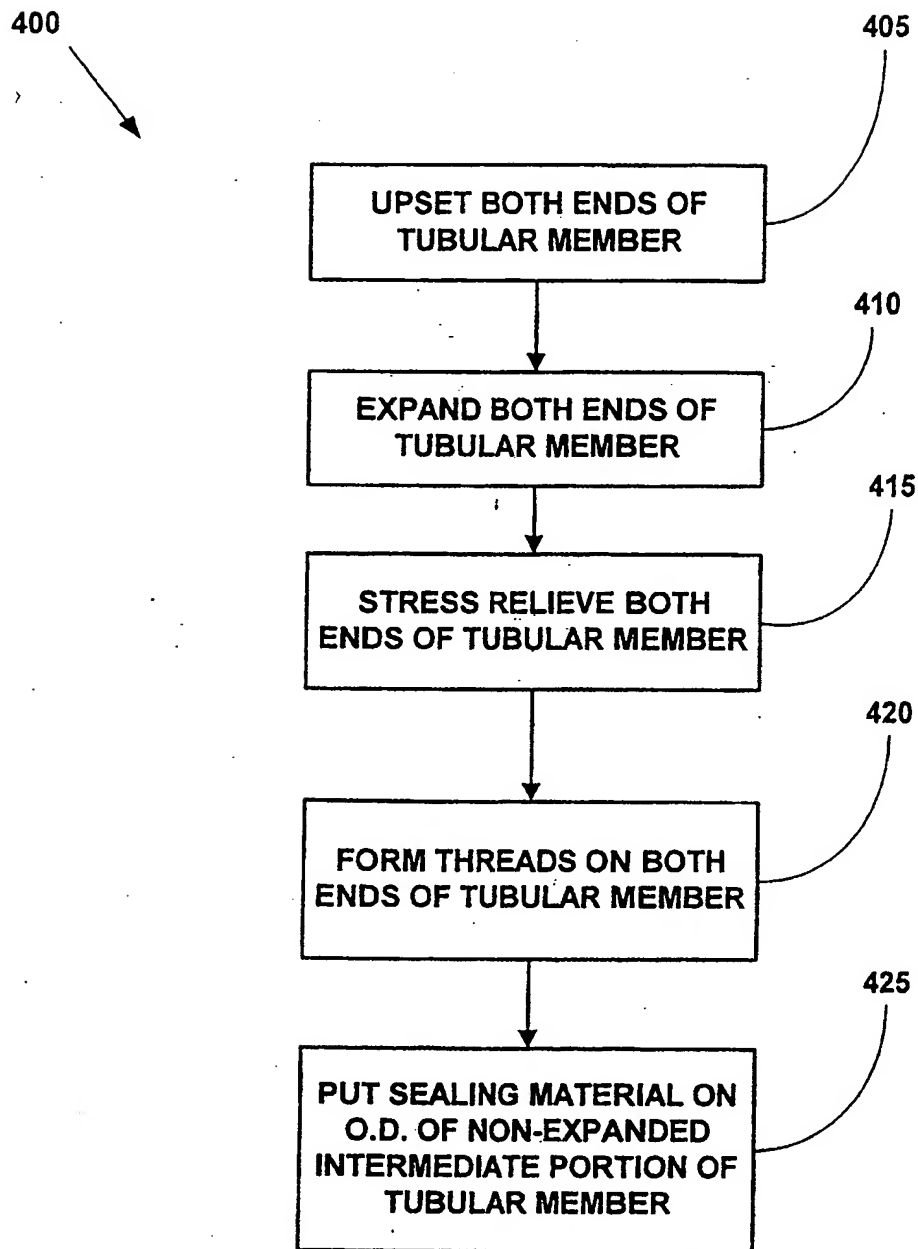 400
405
UPSET BOTH ENDS OF
TUBULAR MEMBER
410
EXPAND BOTH ENDS OF
TUBULAR MEMBER
415
STRESS RELIEVE BOTH
ENDS OF TUBULAR MEMBER
420
FORM THREADS ON BOTH
ENDS OF TUBULAR MEMBER
425
PUT SEALING MATERIAL ON
O.D. OF NON-EXPANDED
INTERMEDIATE PORTION OF
TUBULAR MEMBER